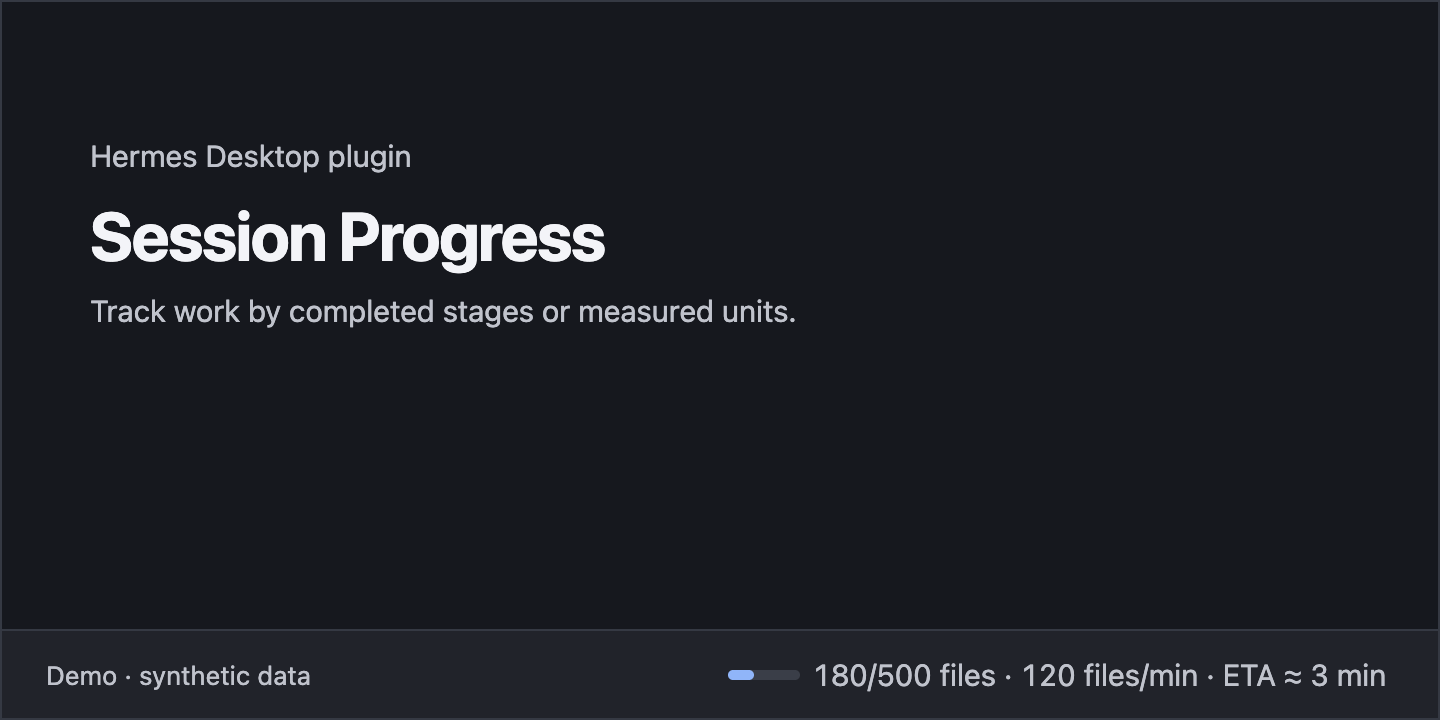 Hermes Desktop plugin
Session Progress
Track work by completed stages or measured units.
Demo · synthetic data
180/500 files · 120 files/min · ETA ≈ 3 min